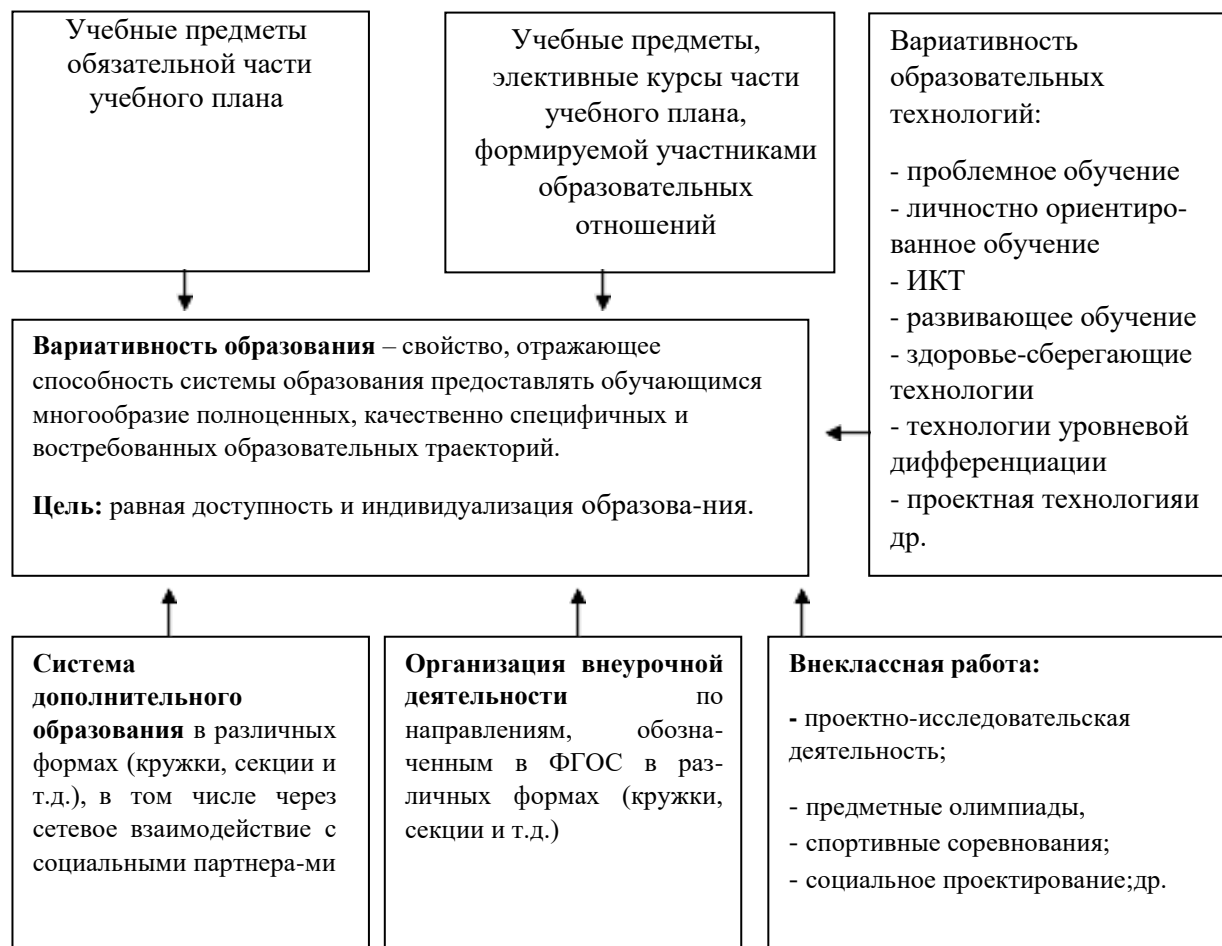 Учебные предметы
обязательной части
учебного плана
Учебные предметы,
элективные курсы части
учебного плана,
формируемой участниками
образовательных
отношений
Вариативность
образовательных
технологий:
- проблемное обучение
- личностно ориентиро-
ванное обучение
- ИКТ
- развивающее обучение
- здоровье-сберегающие
технологии
- технологии уровневой
дифференциации
- проектная технологияи
др.
Вариативность образования – свойство, отражающее
способность системы образования предоставлять обучающимся
многообразие полноценных, качественно специфичных и
востребованных образовательных траекторий.
Цель: равная доступность и индивидуализация образова-ния.
Система
дополнительного
образования в различных
формах (кружки, секции и
т.д.), в том числе через
сетевое взаимодействие с
социальными партнера-ми
Организация внеурочной
деятельности по
направлениям, обозна-
ченным в ФГОС в раз-
личных формах (кружки,
секции и т.д.)
Внеклассная работа:
- проектно-исследовательская
деятельность;
- предметные олимпиады,
- спортивные соревнования;
- социальное проектирование;др.